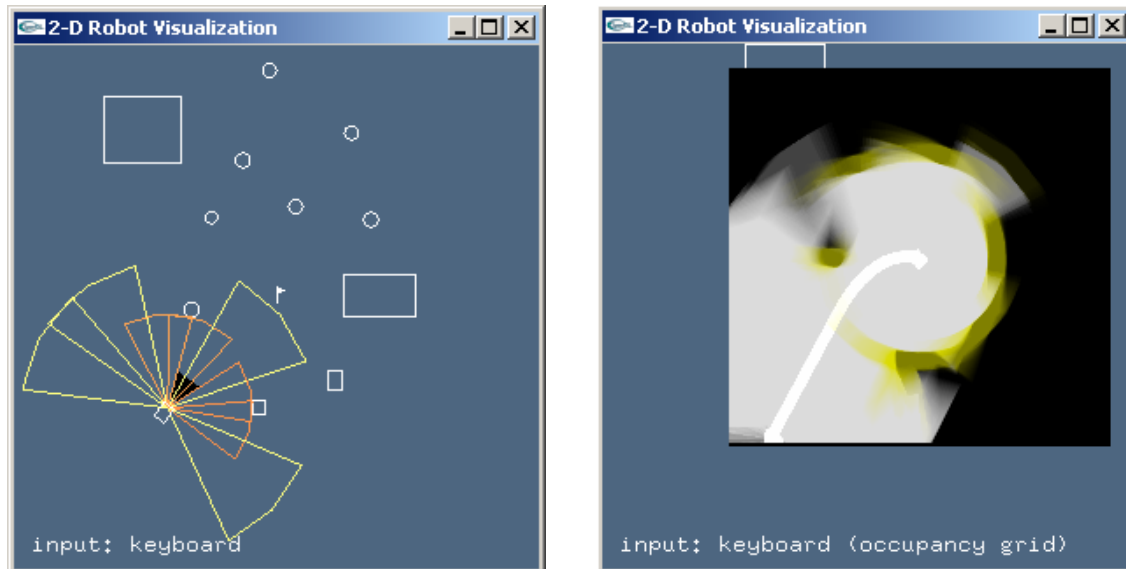 2-D Robot Visualization
input: keyboard
2-D Robot Visualization
input: keyboard (occupancy grid)